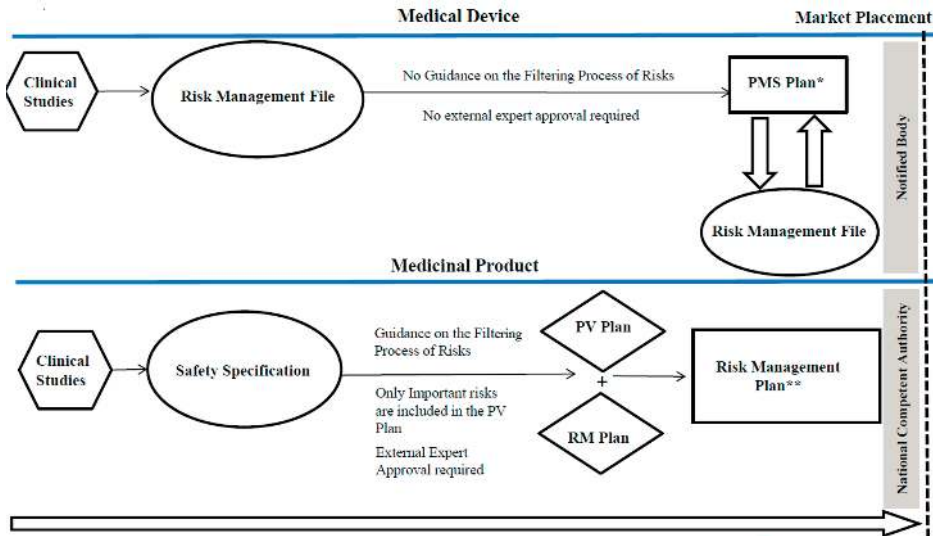 Medical Device
Market Placement
Clinical
Studies
Risk Management File
No Guidance on the Filtering Process of Risks
No external expert approval required
PMS Plan*
Risk Management File
Notified Body
Medicinal Product
Clinical
Studies
Safety Specification
Guidance on the Filtering
Process of Risks
Only Important risks
are included in the PV
Plan
External Expert
Approval required
PV Plan
+
RM Plan
Risk Management
Plan**
National Competent Authority